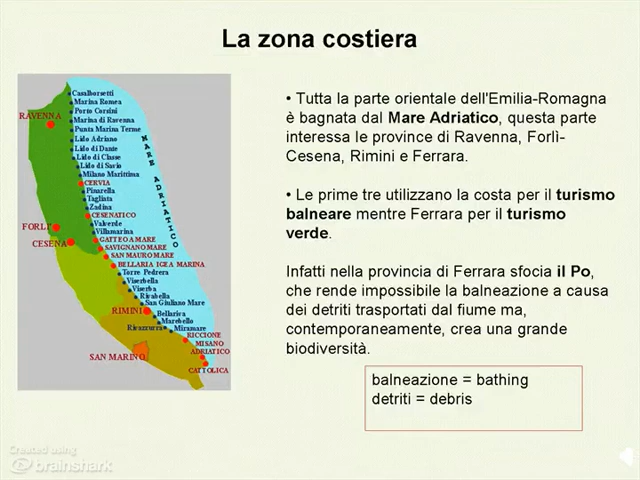 La zona costiera
• Tutta la parte orientale dell'Emilia-Romagna
è bagnata dal Mare Adriatico, questa parte
interessa le province di Ravenna, Forlì-
Cesena, Rimini e Ferrara.
• Le prime tre utilizzano la costa per il turismo
balneare mentre Ferrara per il turismo
verde.
Infatti nella provincia di Ferrara sfocia il Po,
che rende impossibile la balneazione a causa
dei detriti trasportati dal fiume ma,
contemporaneamente, crea una grande
biodiversità.
balneazione = bathing
detriti = debris
Casalborsetti
Marina Romea
Porto Corsini
RAVENNA
Marina di Ravenna
Punta Marina Terme
Lido Adriano
Lido di Dante
Lido di Classe
Lido di Savio
Milano Marittima
CERVIA
Pinarella
Tagliata
Zadina
CESENATICO
Valverde
Villamarina
FORLI'
CESENA
GATTEO A MARE
SAVIGNANO MARE
SAN MAURO MARE
BELLARIA IGEA MARINA
Torre Pedrera
Viserbella
Viserba
Rivabella
San Giuliano Mare
RIMINI
Bellariva
Marebello
Rivazzurra
Miramare
RICCIONE
MISANO
ADRIATICO
SAN MARINO
CATTOLICA
MARE ADRIATICO
Created using
brainshark